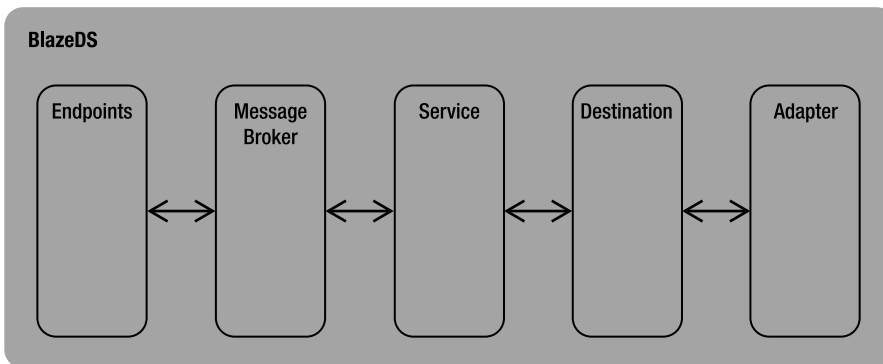 BlazeDS
Endpoints
Message
Broker
Service
Destination
Adapter